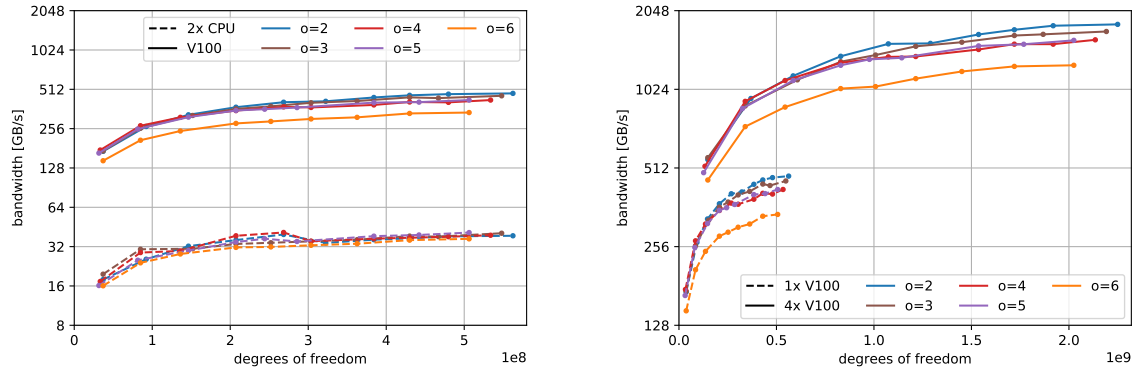 2048
1024
512
256
128
64
32
16
8
bandwidth [GB/s]
2x CPU
V100
o=2
o=3
o=4
o=5
o=6
0
1
2
3
4
5
1e8
degrees of freedom
2048
1024
512
256
128
bandwidth [GB/s]
1x V100
4x V100
o=2
o=3
o=4
o=5
o=6
0.0
0.5
1.0
1.5
2.0
1e9
degrees of freedom